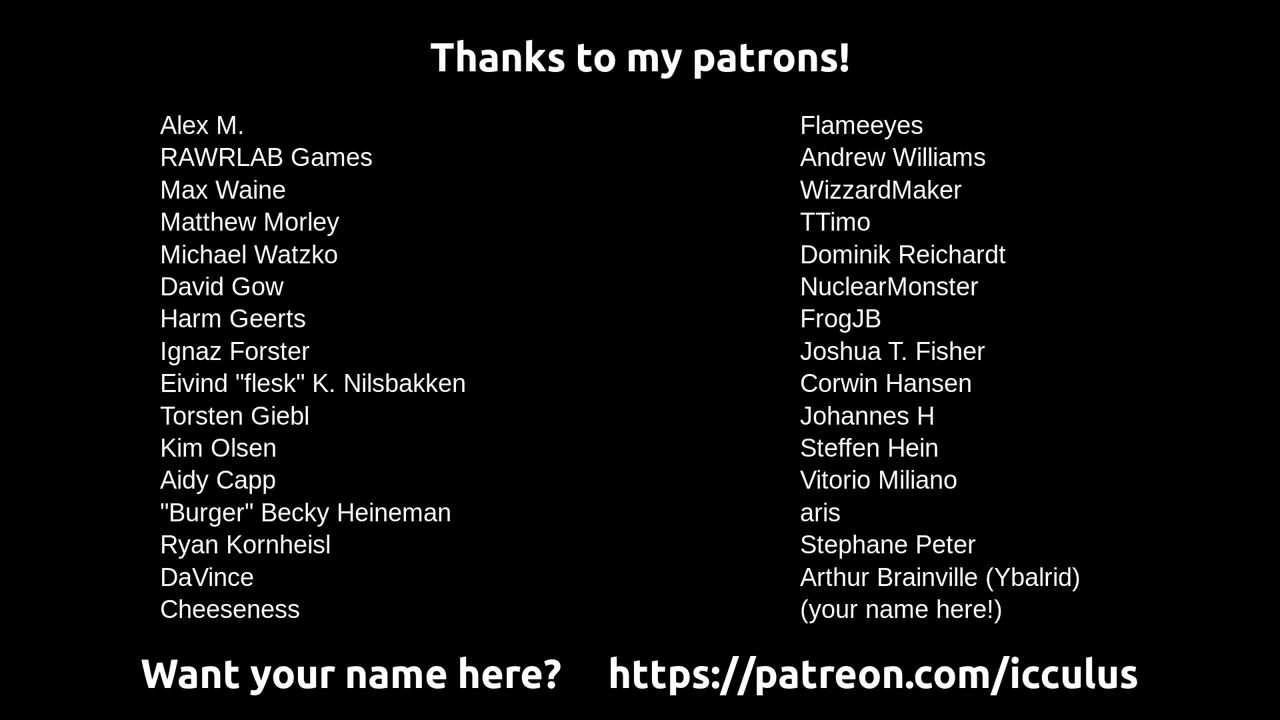 Thanks to my patrons!
Alex M.
RAWRLAB Games
Max Waine
Matthew Morley
Michael Watzko
David Gow
Harm Geerts
Ignaz Forster
Eivind "flesk" K. Nilsbakken
Torsten Giebl
Kim Olsen
Aidy Capp
"Burger" Becky Heineman
Ryan Kornheisl
DaVince
Cheeseness
Flameeyes
Andrew Williams
WizzardMaker
TTimo
Dominik Reichardt
NuclearMonster
FrogJB
Joshua T. Fisher
Corwin Hansen
Johannes H
Steffen Hein
Vitorio Miliano
aris
Stephane Peter
Arthur Brainville (Ybalrid)
(your name here!)
Want your name here? https://patreon.com/icculus